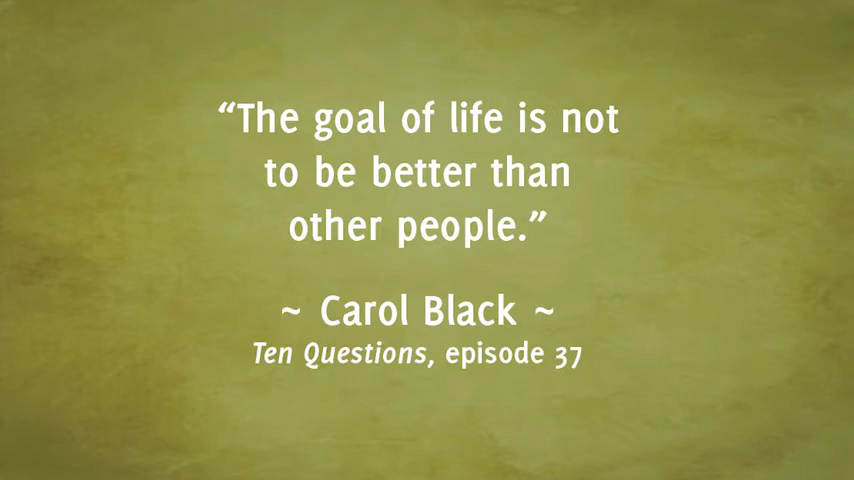 “The goal of life is not
to be better than
other people.”
~ Carol Black ~
Ten Questions, episode 37